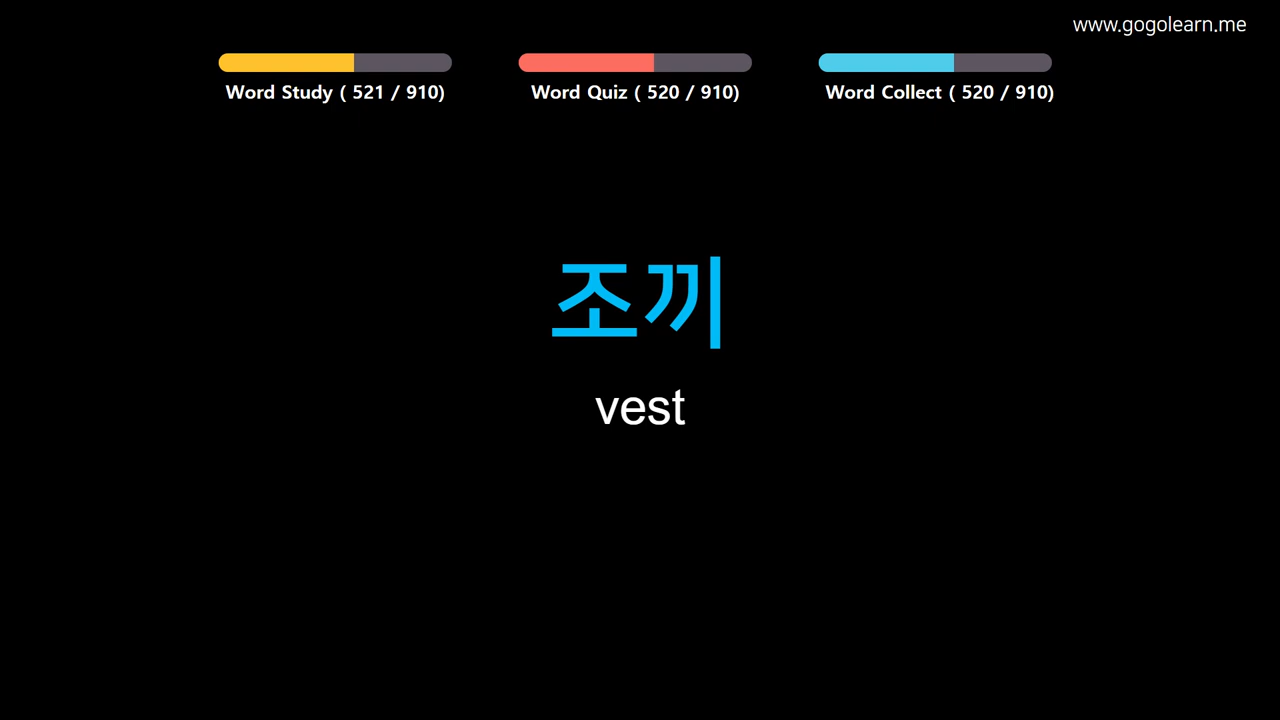 www.gogolearn.me
Word Study ( 521 / 910)
Word Quiz ( 520 / 910)
Word Collect ( 520 / 910)
조끼
vest